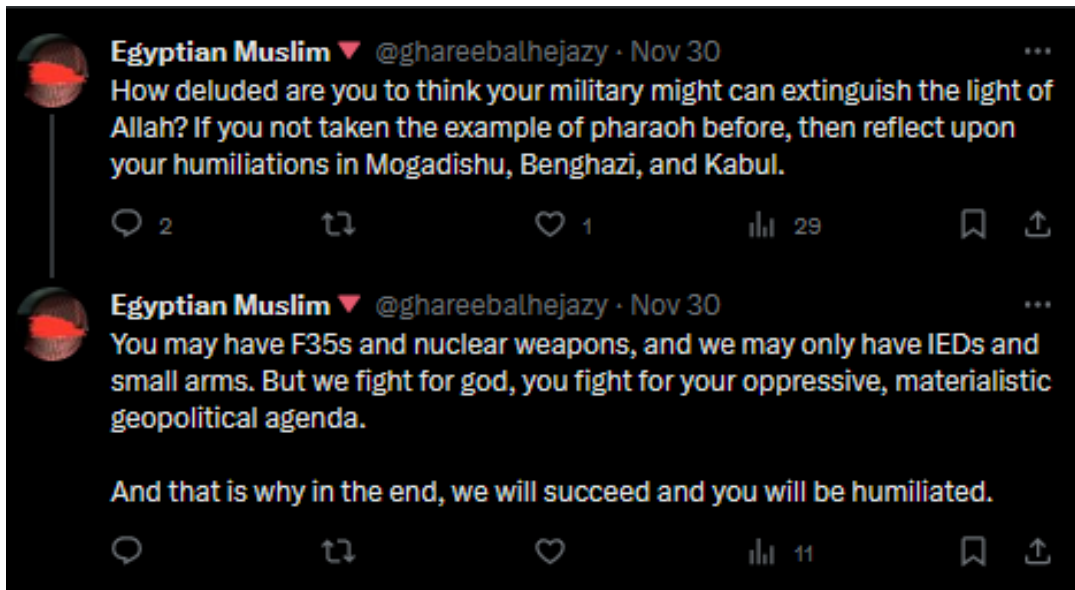 Egyptian Muslim🔻 @ghareebalhejazy · Nov 30 ...
How deluded are you to think your military might can extinguish the light of
Allah? If you not taken the example of pharaoh before, then reflect upon
your humiliations in Mogadishu, Benghazi, and Kabul.
2 1 29
Egyptian Muslim🔻 @ghareebalhejazy · Nov 30 ...
You may have F35s and nuclear weapons, and we may only have IEDs and
small arms. But we fight for god, you fight for your oppressive, materialistic
geopolitical agenda.
And that is why in the end, we will succeed and you will be humiliated.
11